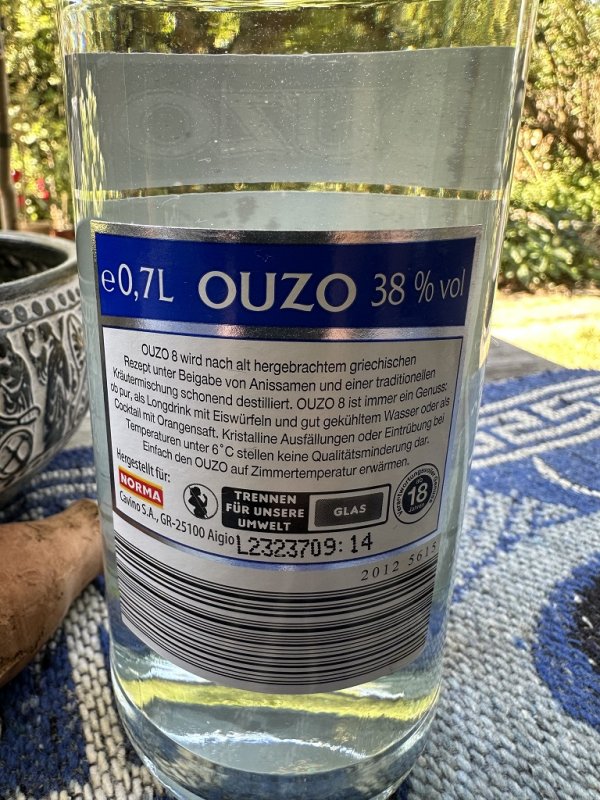 e 0,7L OUZO 38 % vol
OUZO 8 wird nach alt hergebrachtem griechischen
Rezept unter Beigabe von Anissamen und einer traditionellen
Kräutermischung schonend destilliert. OUZO 8 ist immer ein Genuss:
ob pur, als Longdrink mit Eiswürfeln und gut gekühltem Wasser oder als
Cocktail mit Orangensaft. Kristalline Ausfällungen oder Eintrübung bei
Temperaturen unter 6°C stellen keine Qualitätsminderung dar.
Einfach den OUZO auf Zimmertemperatur erwärmen.
Hergestellt für:
NORMA
Cavino S.A., GR-25100 Aigio
TRENNEN
FÜR UNSERE
UMWELT
GLAS
ab
18
Jahren
L2323709:14
2012 5615